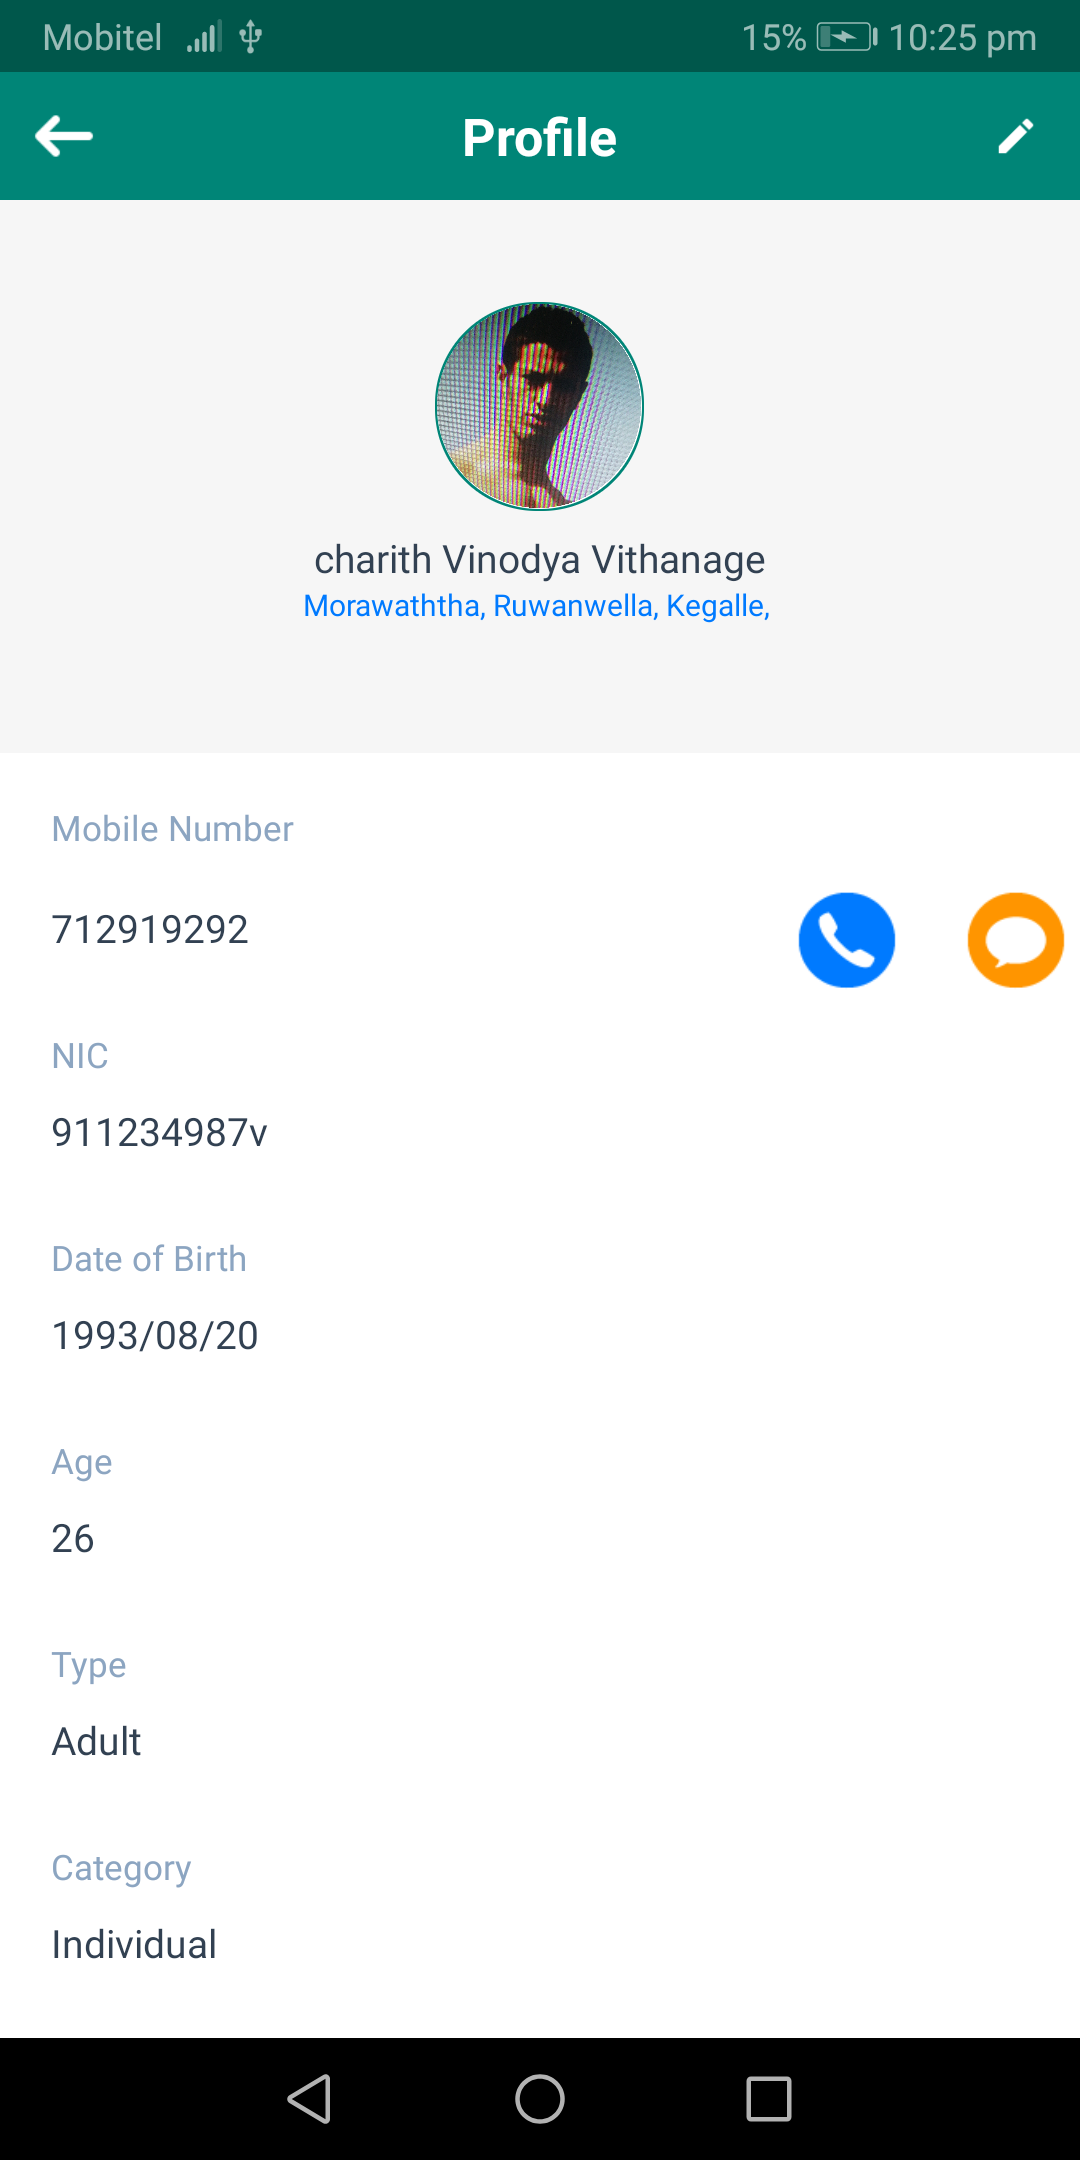 Mobitel 15% 10:25 pm
Profile
charith Vinodya Vithanage
Morawaththa, Ruwanwella, Kegalle,
Mobile Number
712919292
NIC
911234987v
Date of Birth
1993/08/20
Age
26
Type
Adult
Category
Individual